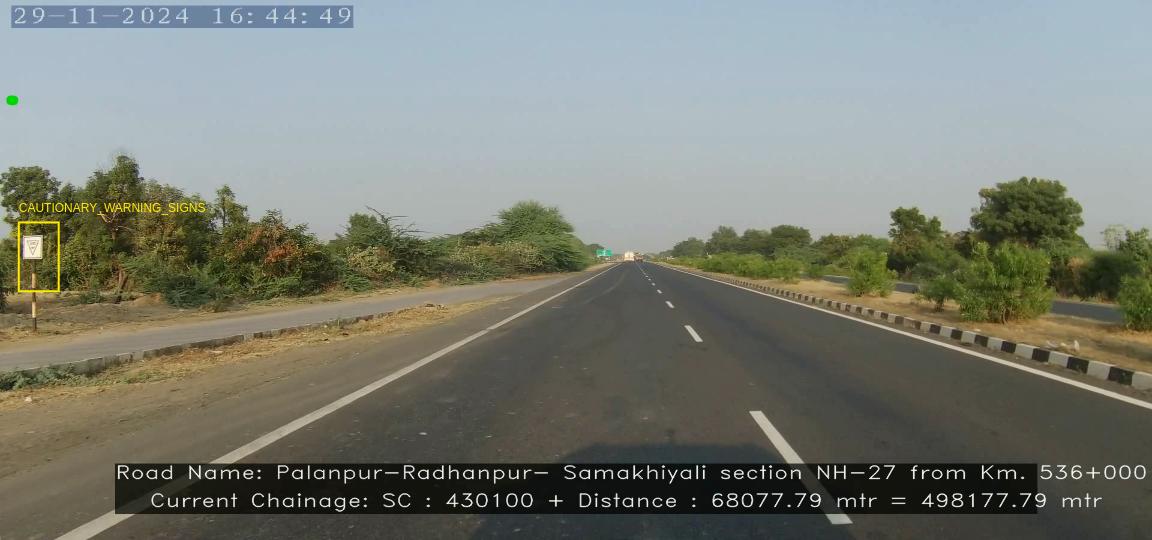 29-11-2024 16:44:49
CAUTIONARY_WARNING_SIGNS
Road Name: Palanpur-Radhanpur- Samakhiyali section NH-27 from Km. 536+000
Current Chainage: SC : 430100 + Distance : 68077.79 mtr = 498177.79 mtr